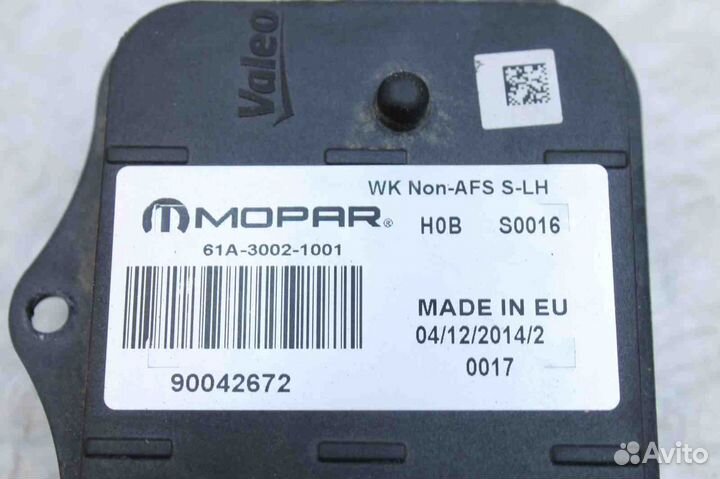 Valeo
WK Non-AFS S-LH
MOPAR®
H0B S0016
61A-3002-1001
MADE IN EU
04/12/2014/2
0017
90042672
Avito